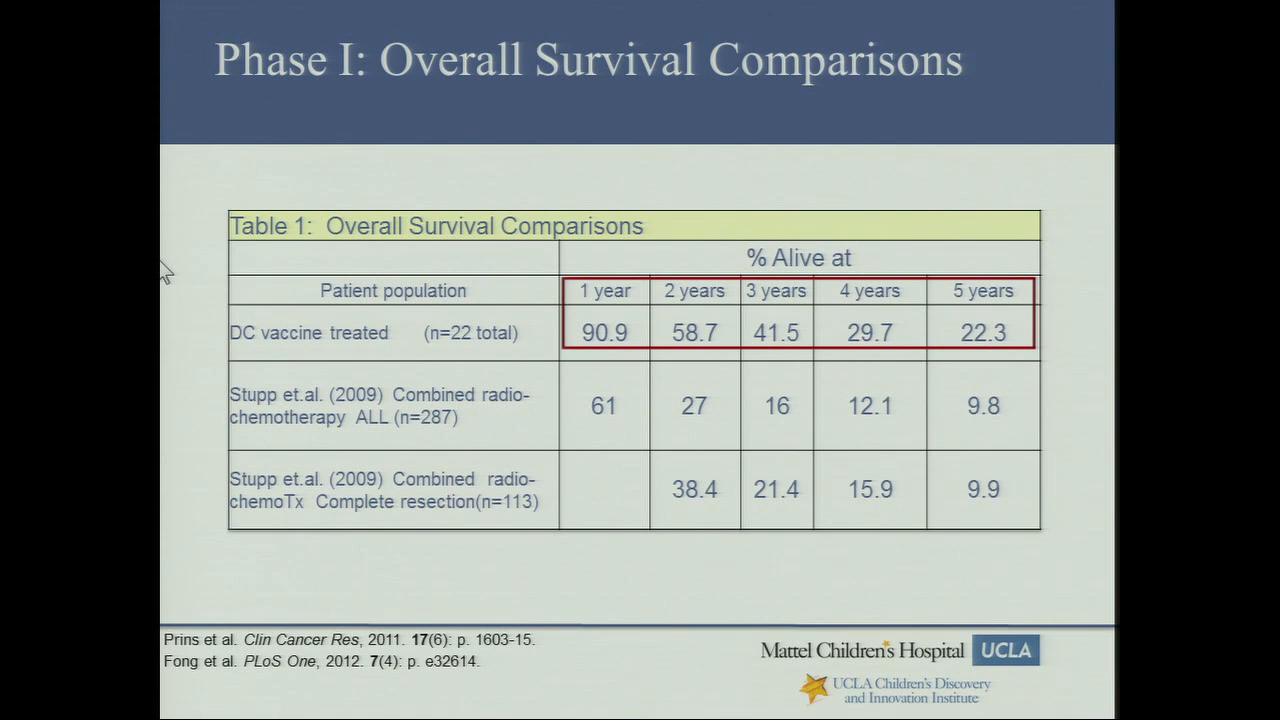 Phase I: Overall Survival Comparisons
Table 1: Overall Survival Comparisons
% Alive at
Patient population 1 year 2 years 3 years 4 years 5 years
DC vaccine treated (n=22 total) 90.9 58.7 41.5 29.7 22.3
Stupp et.al. (2009) Combined radio-
chemotherapy ALL (n=287) 61 27 16 12.1 9.8
Stupp et.al. (2009) Combined radio-
chemoTx Complete resection(n=113) 38.4 21.4 15.9 9.9
Prins et al. Clin Cancer Res, 2011. 17(6): p. 1603-15.
Fong et al. PLoS One, 2012. 7(4): p. e32614.
Mattel Children's Hospital UCLA
UCLA Children's Discovery
and Innovation Institute